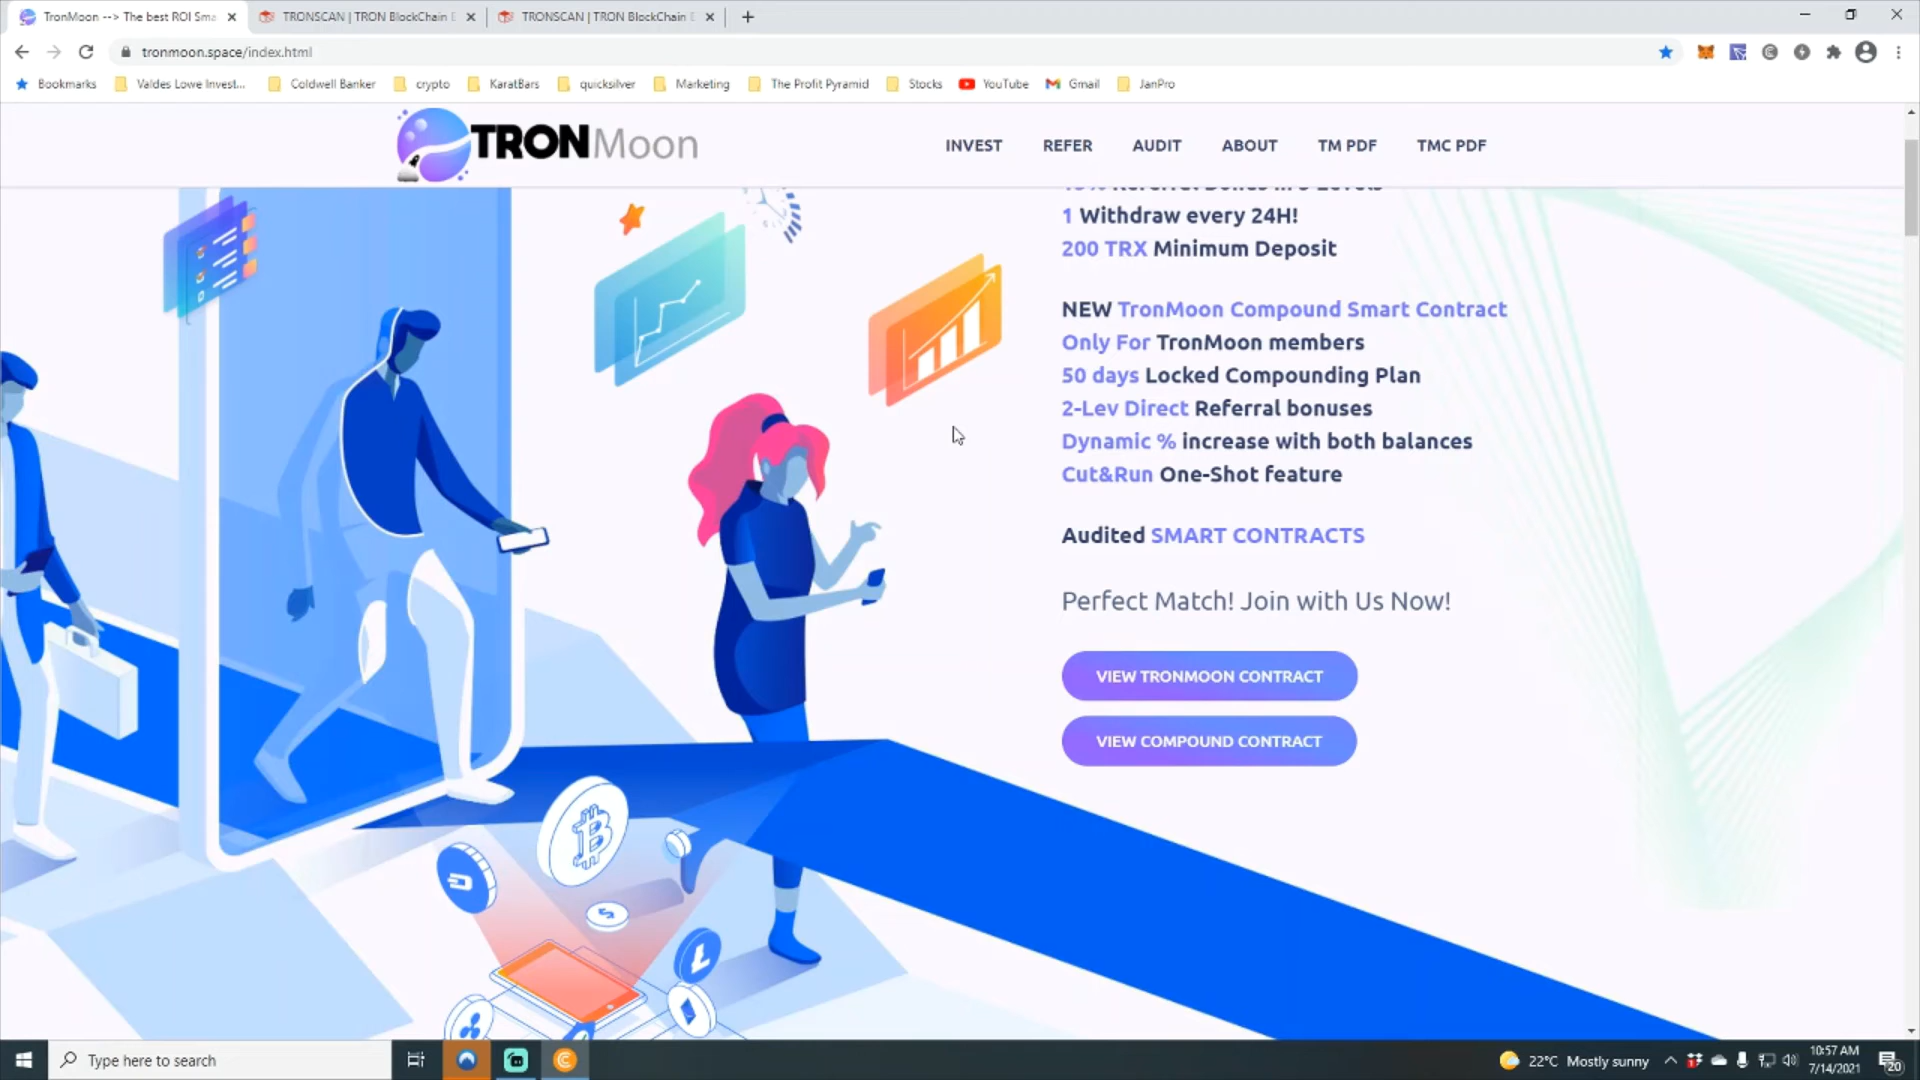 TronMoon --> The best ROI Sma
TRONSCAN | TRON BlockChain E
TRONSCAN | TRON BlockChain E
tronmoon.space/index.html
Bookmarks
Valdes Lowe Invest...
Coldwell Banker
crypto
KaratBars
quicksilver
Marketing
The Profit Pyramid
Stocks
YouTube
Gmail
JanPro
TRONMoon
INVEST
REFER
AUDIT
ABOUT
TM PDF
TMC PDF
1 Withdraw every 24H!
200 TRX Minimum Deposit
NEW TronMoon Compound Smart Contract
Only For TronMoon members
50 days Locked Compounding Plan
2-Lev Direct Referral bonuses
Dynamic % increase with both balances
Cut&Run One-Shot feature
Audited SMART CONTRACTS
Perfect Match! Join with Us Now!
VIEW TRONMOON CONTRACT
VIEW COMPOUND CONTRACT
Type here to search
22°C Mostly sunny
10:57 AM
7/14/2021
20